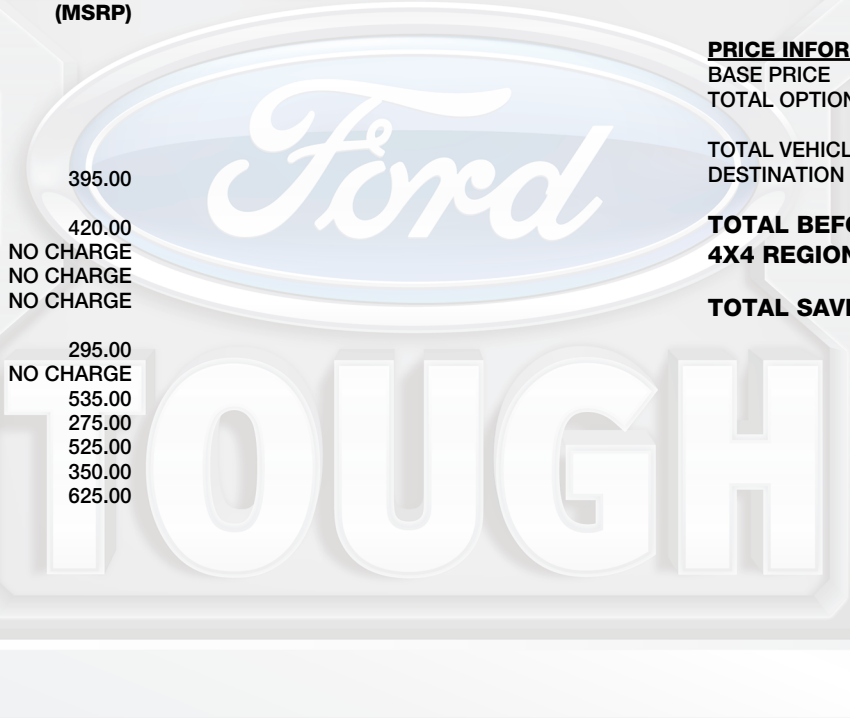 (MSRP)
395.00
420.00
NO CHARGE
NO CHARGE
NO CHARGE
295.00
NO CHARGE
535.00
275.00
525.00
350.00
625.00
PRICE INFOR
BASE PRICE
TOTAL OPTION
TOTAL VEHICL
DESTINATION
TOTAL BEFO
4X4 REGION
TOTAL SAVI
Ford
TOUGH